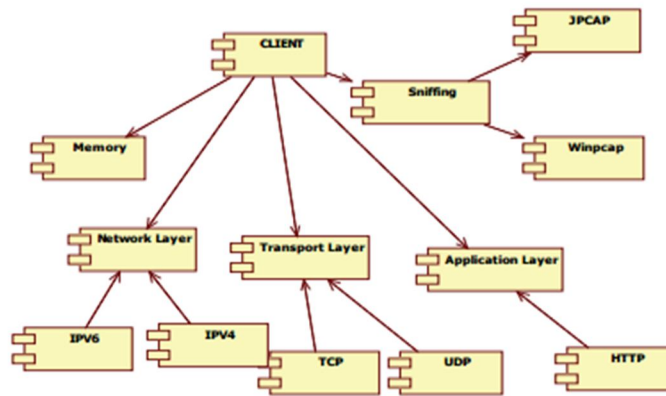 JPCAP
CLIENT
Sniffing
Memory
Winpcap
Network Layer
Transport Layer
Application Layer
IPV6
IPV4
TCP
UDP
HTTP